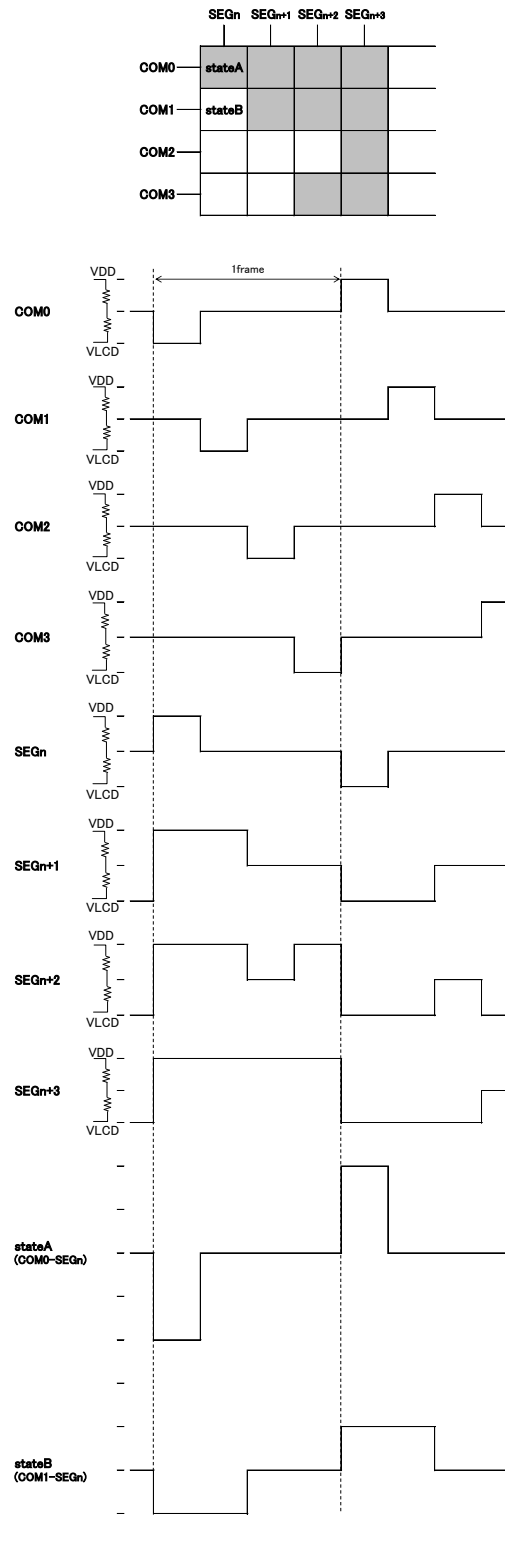 SEGn SEGn+1 SEGn+2 SEGn+3
COM0 stateA
COM1 stateB
COM2
COM3
1frame
VDD
COM0
VLCD
VDD
COM1
VLCD
VDD
COM2
VLCD
VDD
COM3
VLCD
VDD
SEGn
VLCD
VDD
SEGn+1
VLCD
VDD
SEGn+2
VLCD
VDD
SEGn+3
VLCD
stateA
(COM0-SEGn)
stateB
(COM1-SEGn)